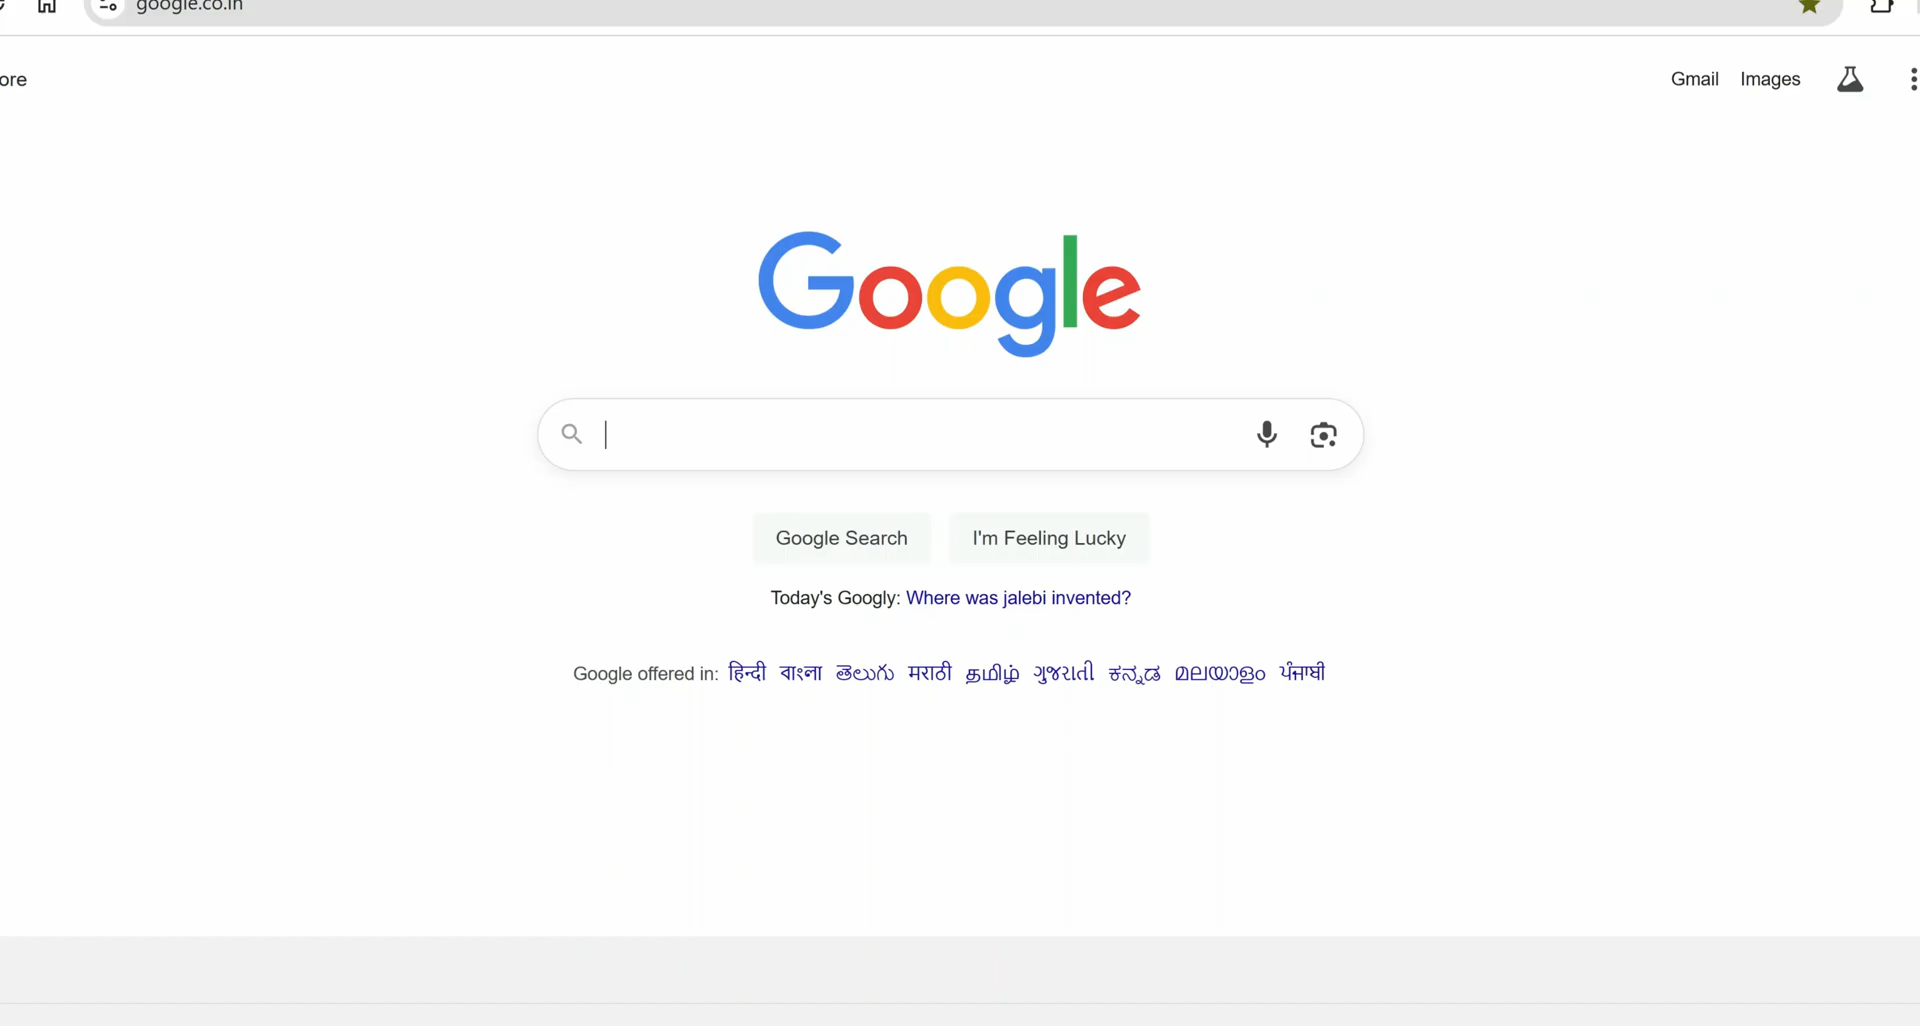 google.co.in
ore
Gmail Images
Google
Google Search I'm Feeling Lucky
Today's Googly: Where was jalebi invented?
Google offered in: हिन्दी বাংলা తెలుగు मराठी தமிழ் ગુજરાતી ಕನ್ನಡ മലയാളം ਪੰਜਾਬੀ